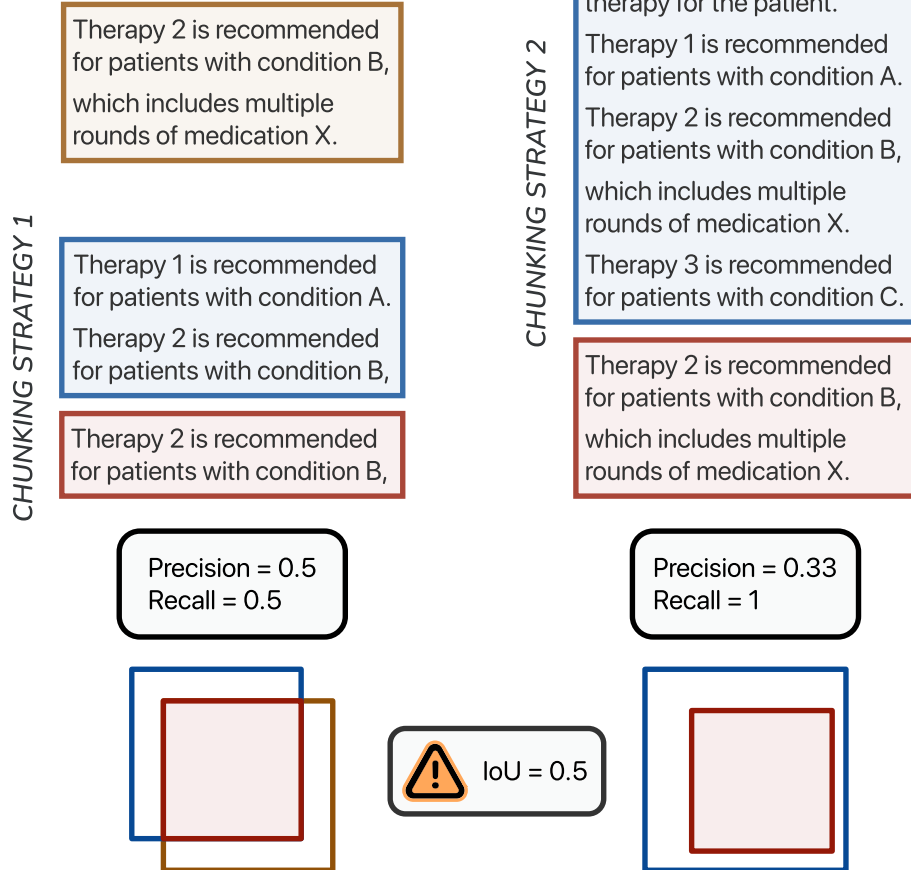 CHUNKING STRATEGY 1
Therapy 2 is recommended
for patients with condition B,
which includes multiple
rounds of medication X.
Therapy 1 is recommended
for patients with condition A.
Therapy 2 is recommended
for patients with condition B,
Therapy 2 is recommended
for patients with condition B,
Precision = 0.5
Recall = 0.5
CHUNKING STRATEGY 2
therapy for the patient.
Therapy 1 is recommended
for patients with condition A.
Therapy 2 is recommended
for patients with condition B,
which includes multiple
rounds of medication X.
Therapy 3 is recommended
for patients with condition C.
Therapy 2 is recommended
for patients with condition B,
which includes multiple
rounds of medication X.
Precision = 0.33
Recall = 1
IoU = 0.5